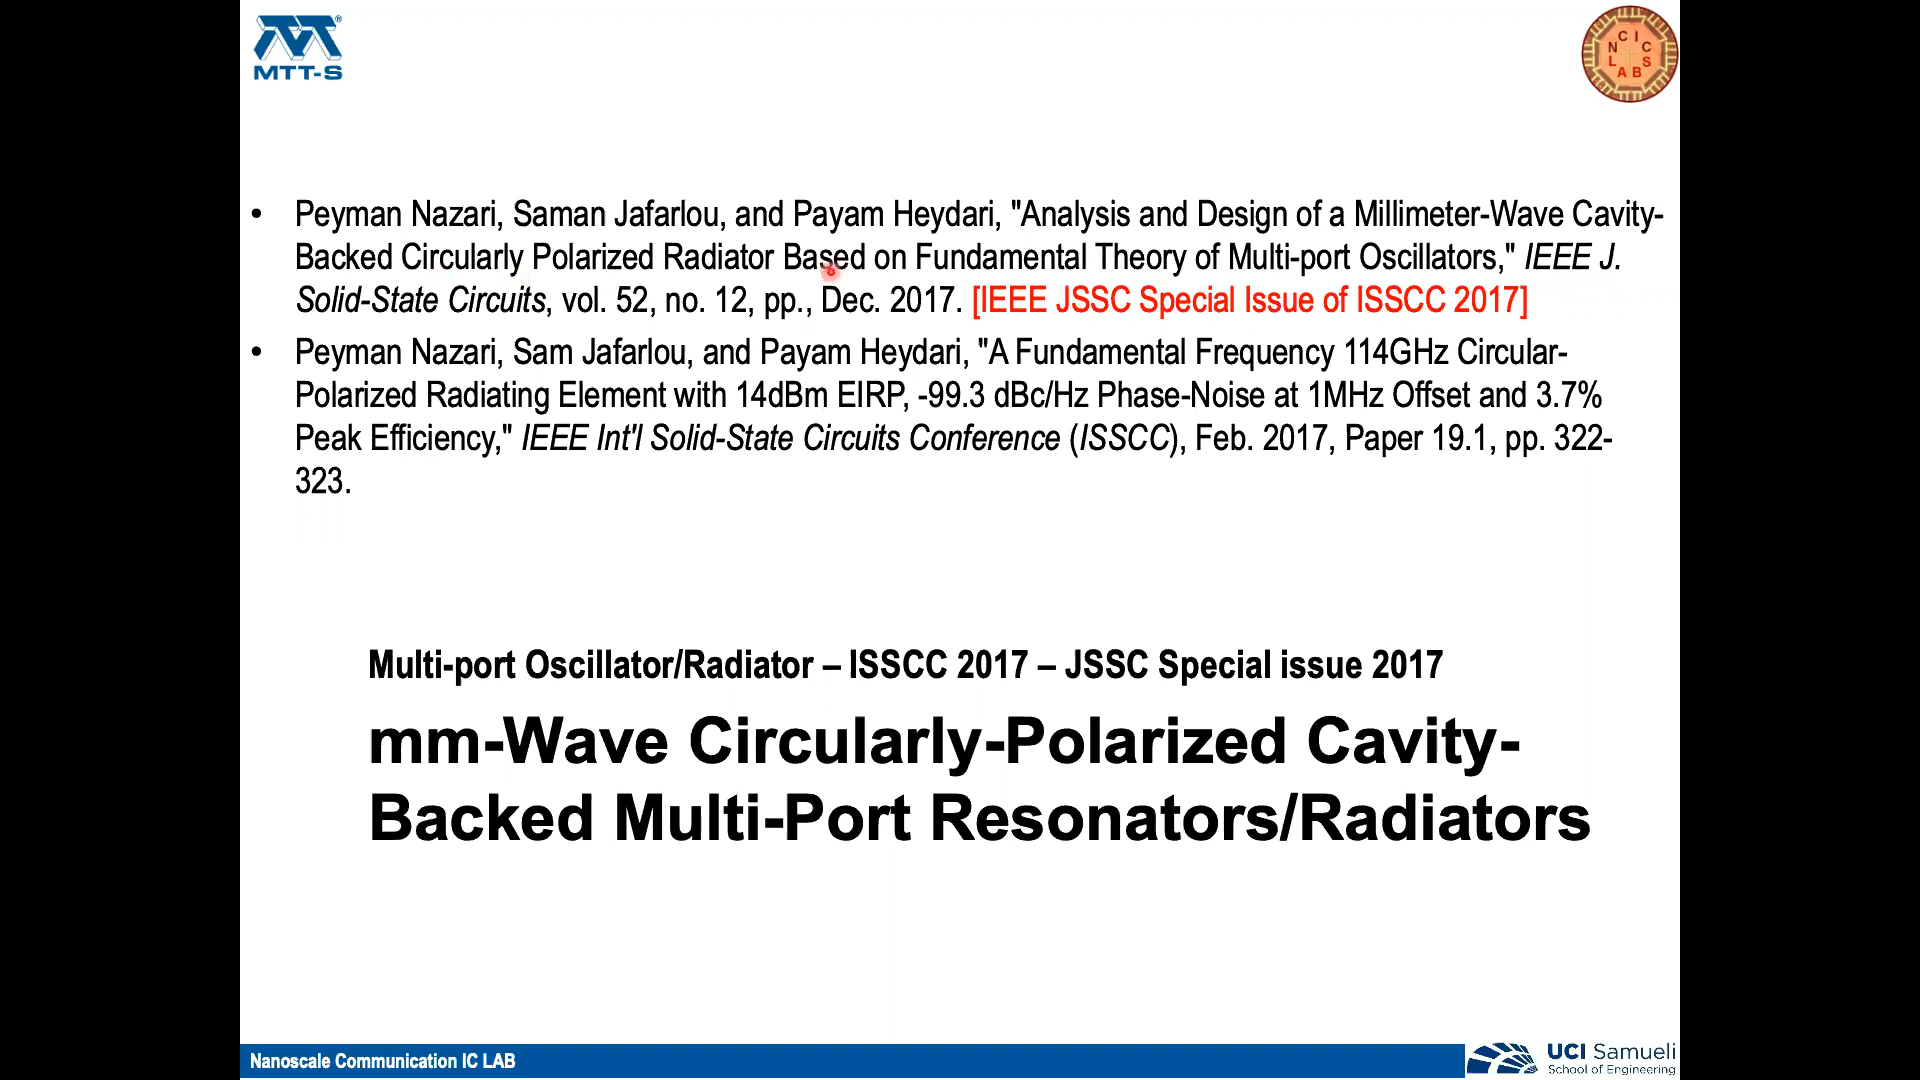 MTT-S
NCICS LAB
• Peyman Nazari, Saman Jafarlou, and Payam Heydari, "Analysis and Design of a Millimeter-Wave Cavity-
Backed Circularly Polarized Radiator Based on Fundamental Theory of Multi-port Oscillators," IEEE J.
Solid-State Circuits, vol. 52, no. 12, pp., Dec. 2017. [IEEE JSSC Special Issue of ISSCC 2017]
• Peyman Nazari, Sam Jafarlou, and Payam Heydari, "A Fundamental Frequency 114GHz Circular-
Polarized Radiating Element with 14dBm EIRP, -99.3 dBc/Hz Phase-Noise at 1MHz Offset and 3.7%
Peak Efficiency," IEEE Int'l Solid-State Circuits Conference (ISSCC), Feb. 2017, Paper 19.1, pp. 322-
323.
Multi-port Oscillator/Radiator – ISSCC 2017 – JSSC Special issue 2017
mm-Wave Circularly-Polarized Cavity-
Backed Multi-Port Resonators/Radiators
Nanoscale Communication IC LAB
UCI Samueli
School of Engineering